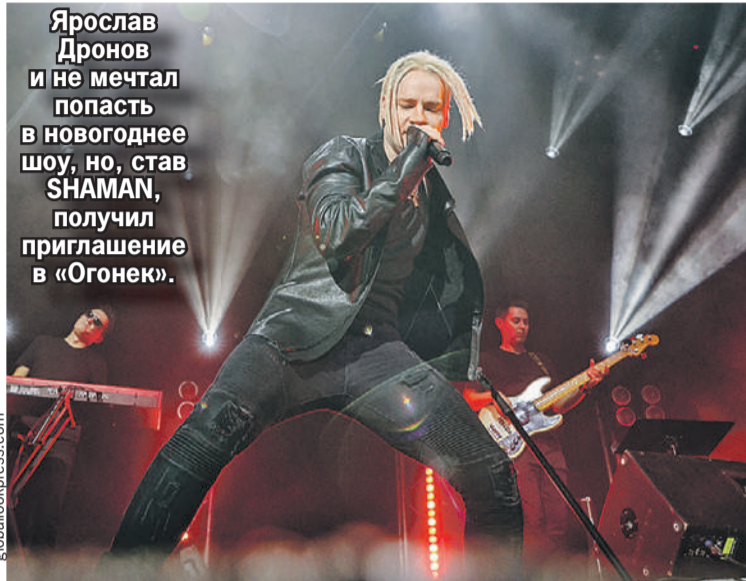 Ярослав
Дронов
и не мечтал
попасть
в новогоднее
шоу, но, став
SHAMAN,
получил
приглашение
в «Огонек».
globallookpress.com